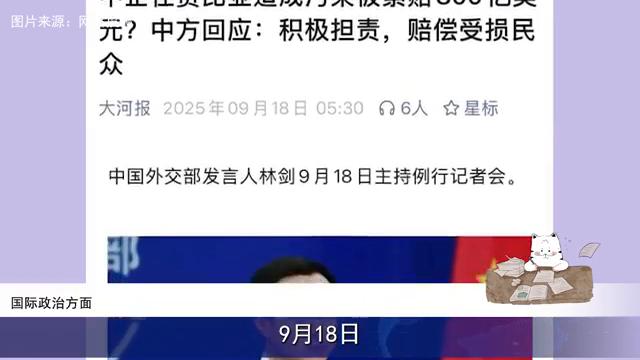 图片来源：网
元？中方回应：积极担责，赔偿受损民
众
大河报 2025年09月18日 05:30 6人 星标
中国外交部发言人林剑9月18日主持例行记者会。
部
国际政治方面
9月18日